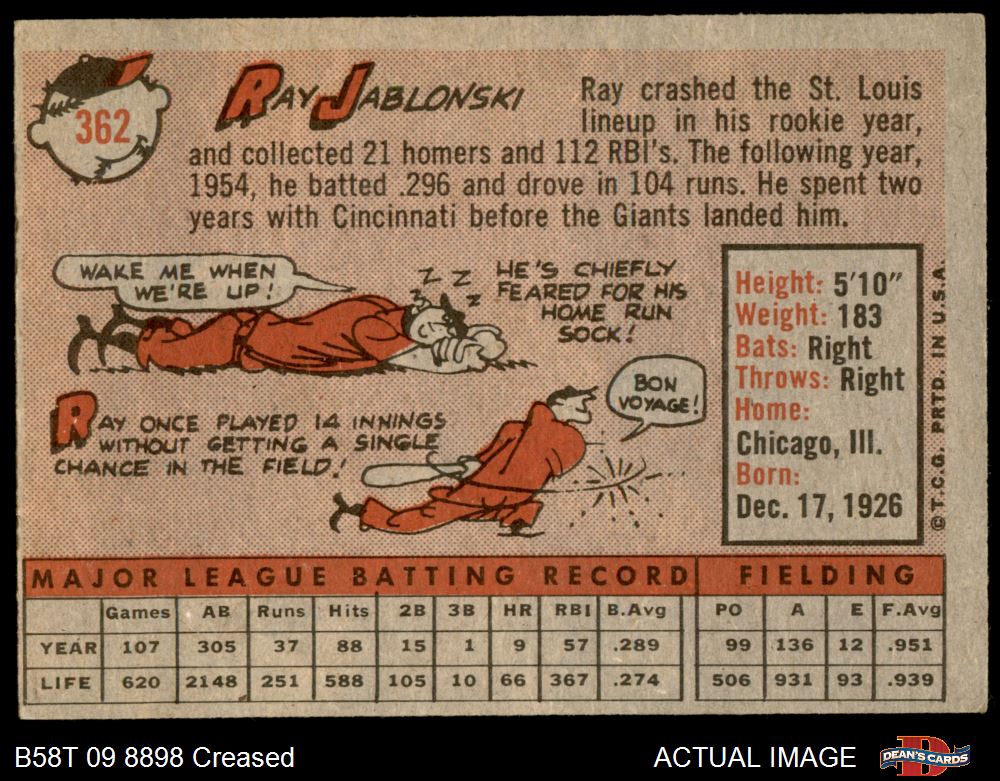 362
RAY JABLONSKI
Ray crashed the St. Louis
lineup in his rookie year,
and collected 21 homers and 112 RBI's. The following year,
1954, he batted .296 and drove in 104 runs. He spent two
years with Cincinnati before the Giants landed him.
WAKE ME WHEN
WE'RE UP!
Z Z Z Z
HE'S CHIEFLY
FEARED FOR HIS
HOME RUN
SOCK!
RAY ONCE PLAYED 14 INNINGS
WITHOUT GETTING A SINGLE
CHANCE IN THE FIELD!
BON
VOYAGE!
Height: 5'10"
Weight: 183
Bats: Right
Throws: Right
Home:
Chicago, Ill.
Born:
Dec. 17, 1926
© T.C.G. PRTD. IN U.S.A.
MAJOR LEAGUE BATTING RECORD FIELDING
Games AB Runs Hits 2B 3B HR RBI B.Avg PO A E F.Avg
YEAR 107 305 37 88 15 1 9 57 .289 99 136 12 .951
LIFE 620 2148 251 588 105 10 66 367 .274 506 931 93 .939
B58T 09 8898 Creased ACTUAL IMAGE
D
DEAN'S CARDS